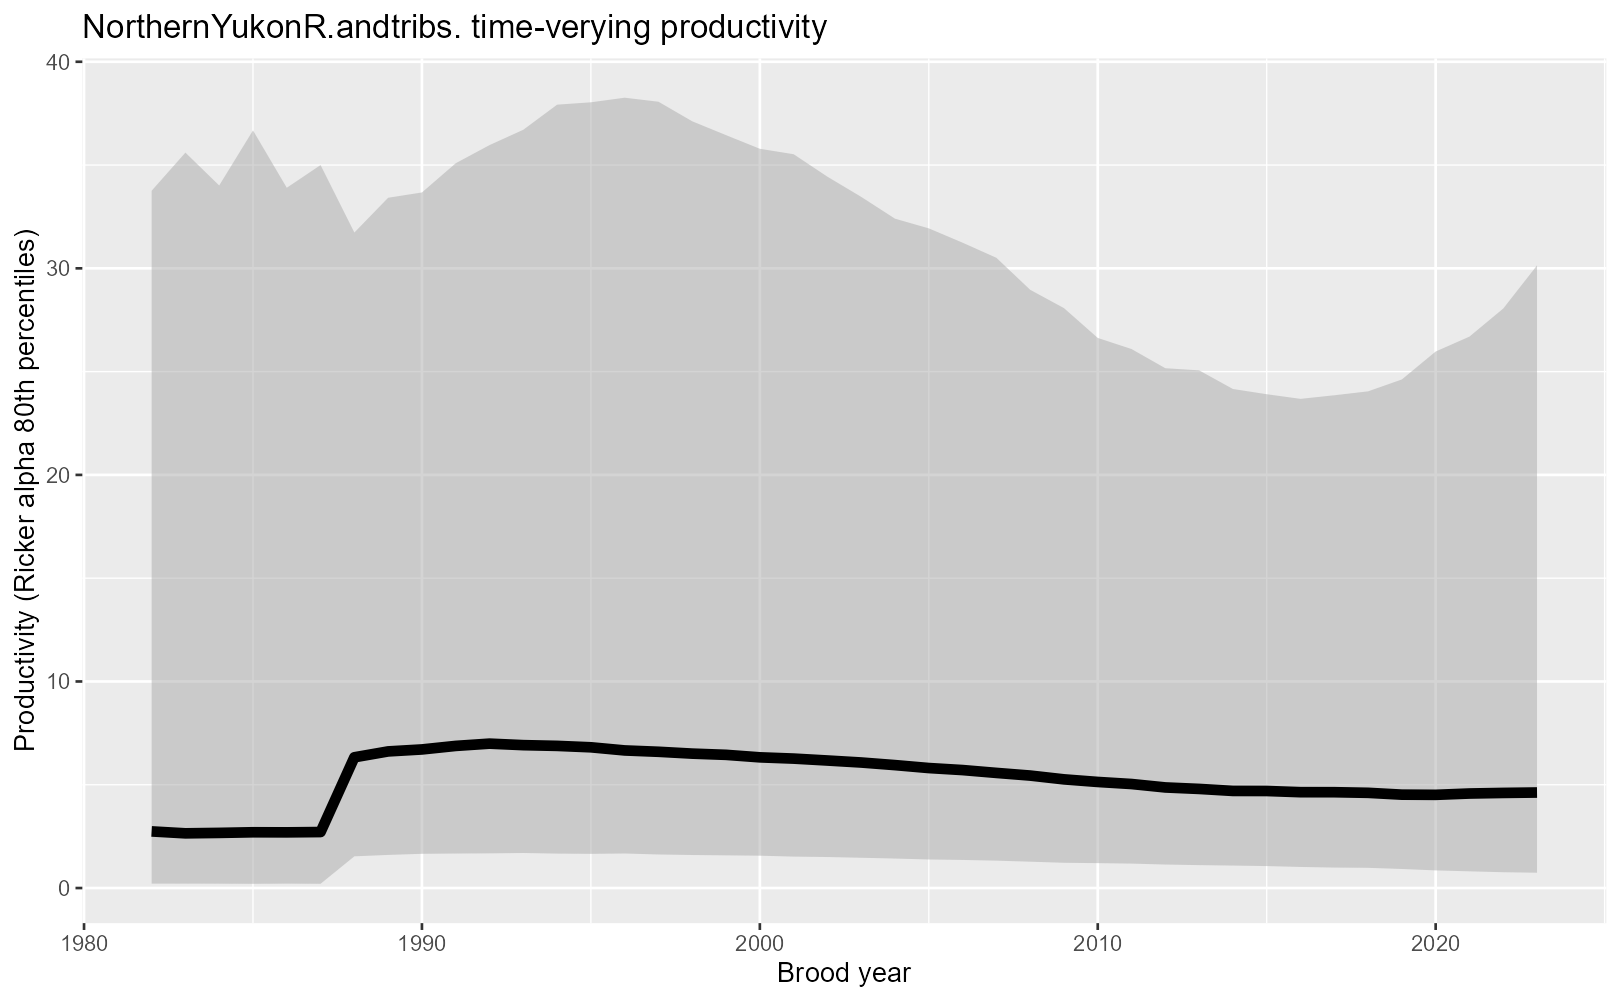 NorthernYukonR.andtribs. time-verying productivity
Productivity (Ricker alpha 80th percentiles)
40
30
20
10
0
1980 1990 2000 2010 2020
Brood year